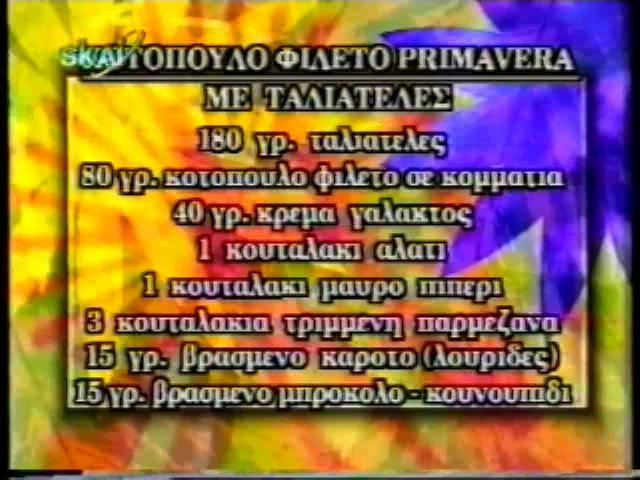 ΣΚΑΪ
ΚΟΤΟΠΟΥΛΟ ΦΙΛΕΤΟ PRIMAVERA
ΜΕ ΤΑΛΙΑΤΕΛΕΣ
180 γρ. ταλιατελες
80 γρ. κοτοπουλο φιλετο σε κομματια
40 γρ. κρεμα γαλακτος
1 κουταλακι αλατι
1 κουταλακι μαυρο πιπερι
3 κουταλακια τριμμενη παρμεζανα
15 γρ. βρασμενο καροτο (λουριδες)
15 γρ. βρασμενο μπροκολο - κουνουπιδι